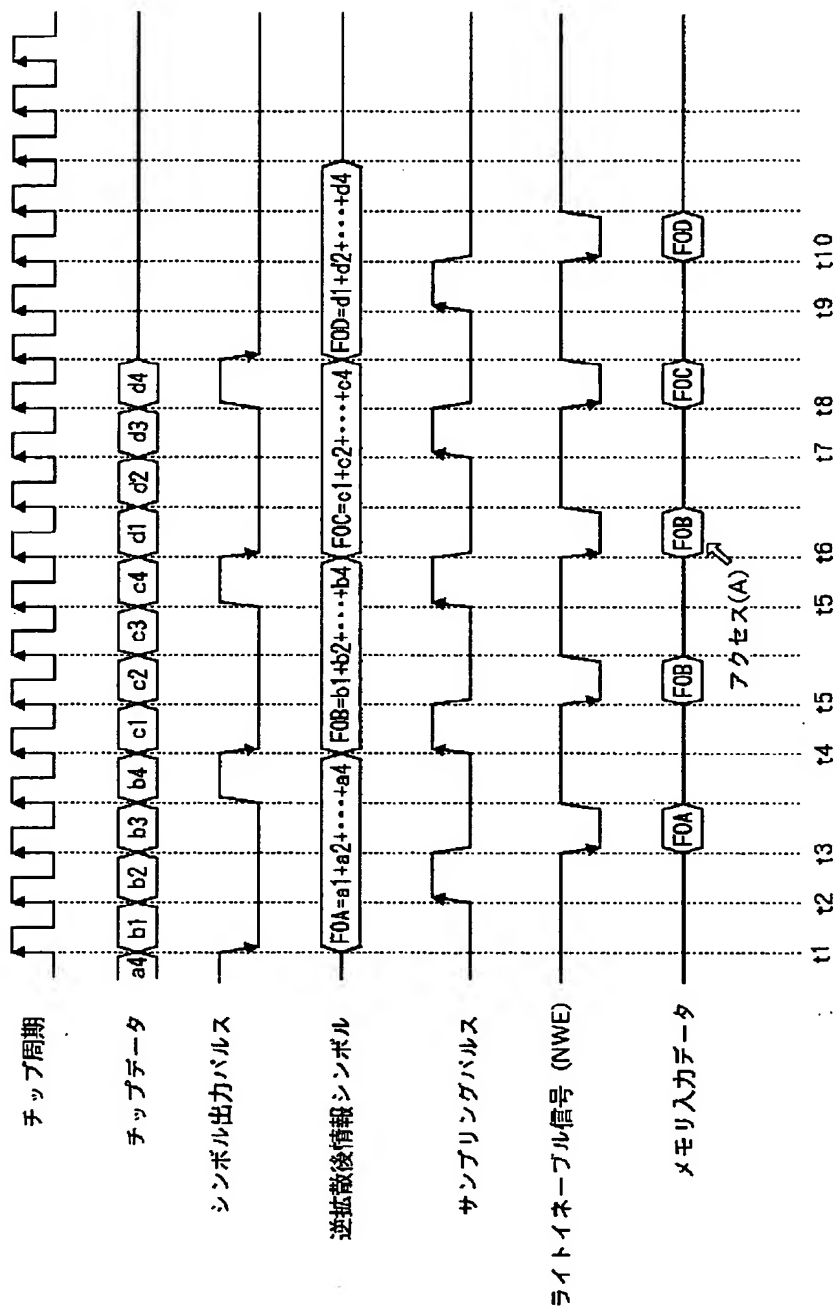 チップ周期
チップデータ
a4 b1 b2 b3 b4 c1 c2 c3 c4 d1 d2 d3 d4
シンボル出力パルス
逆拡散後情報シンボル
F0A=a1+a2+····+a4 F0B=b1+b2+····+b4 F0C=c1+c2+····+c4 F0D=d1+d2+····+d4
サンプリングパルス
ライトイネーブル信号 (NWE)
メモリ入力データ
F0A F0B F0B F0C F0D
アクセス(A)
t1 t2 t3 t4 t5 t5 t6 t7 t8 t9 t10